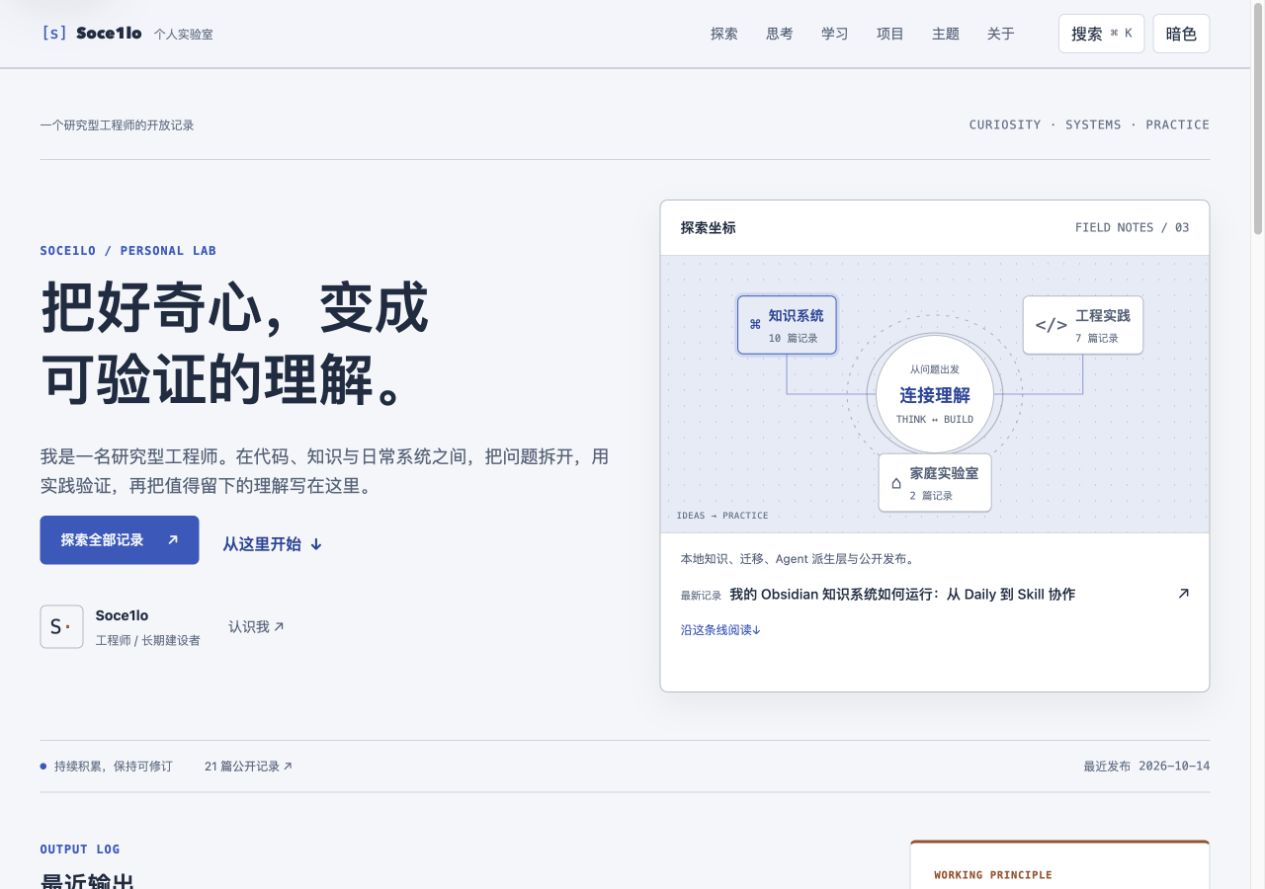 [s] Soce1lo 个人实验室
探索 思考 学习 项目 主题 关于
搜索 ⌘ K
暗色
一个研究型工程师的开放记录
CURIOSITY · SYSTEMS · PRACTICE
SOCE1LO / PERSONAL LAB
把好奇心，变成
可验证的理解。
我是一名研究型工程师。在代码、知识与日常系统之间，把问题拆开，用
实践验证，再把值得留下的理解写在这里。
探索全部记录 ↗
从这里开始 ↓
S·
Soce1lo
工程师 / 长期建设者
认识我 ↗
探索坐标
FIELD NOTES / 03
⌘ 知识系统
10 篇记录
</> 工程实践
7 篇记录
从问题出发
连接理解
THINK ↔ BUILD
家庭实验室
2 篇记录
IDEAS → PRACTICE
本地知识、迁移、Agent 派生层与公开发布。
最新记录 我的 Obsidian 知识系统如何运行：从 Daily 到 Skill 协作 ↗
沿这条线阅读↓
持续积累，保持可修订
21 篇公开记录 ↗
最近发布 2026-10-14
OUTPUT LOG
最近输出
WORKING PRINCIPLE